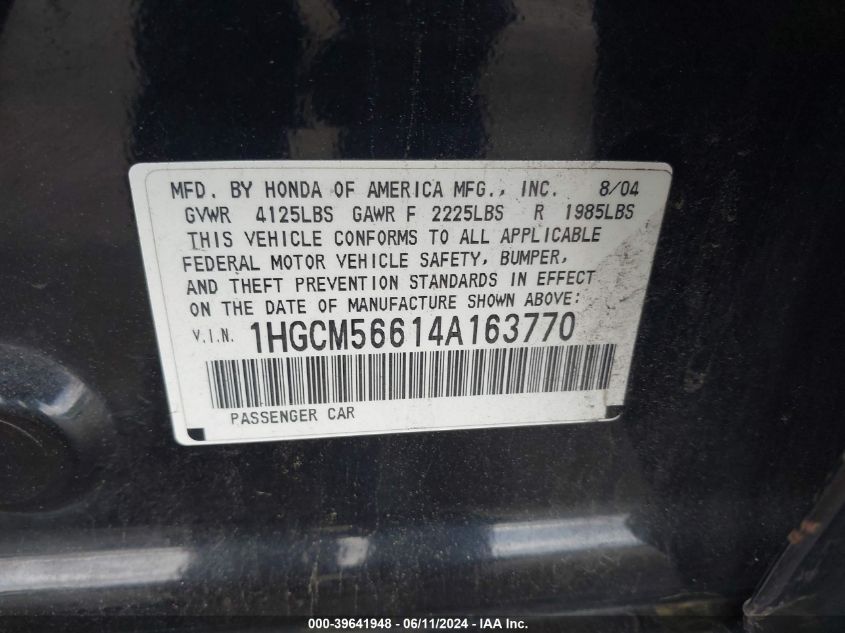 MFD. BY HONDA OF AMERICA MFG., INC. 8/04
GVWR 4125LBS GAWR F 2225LBS R 1985LBS
THIS VEHICLE CONFORMS TO ALL APPLICABLE
FEDERAL MOTOR VEHICLE SAFETY, BUMPER,
AND THEFT PREVENTION STANDARDS IN EFFECT
ON THE DATE OF MANUFACTURE SHOWN ABOVE:
V.I.N. 1HGCM56614A163770
PASSENGER CAR
000-39641948 - 06/11/2024 - IAA Inc.